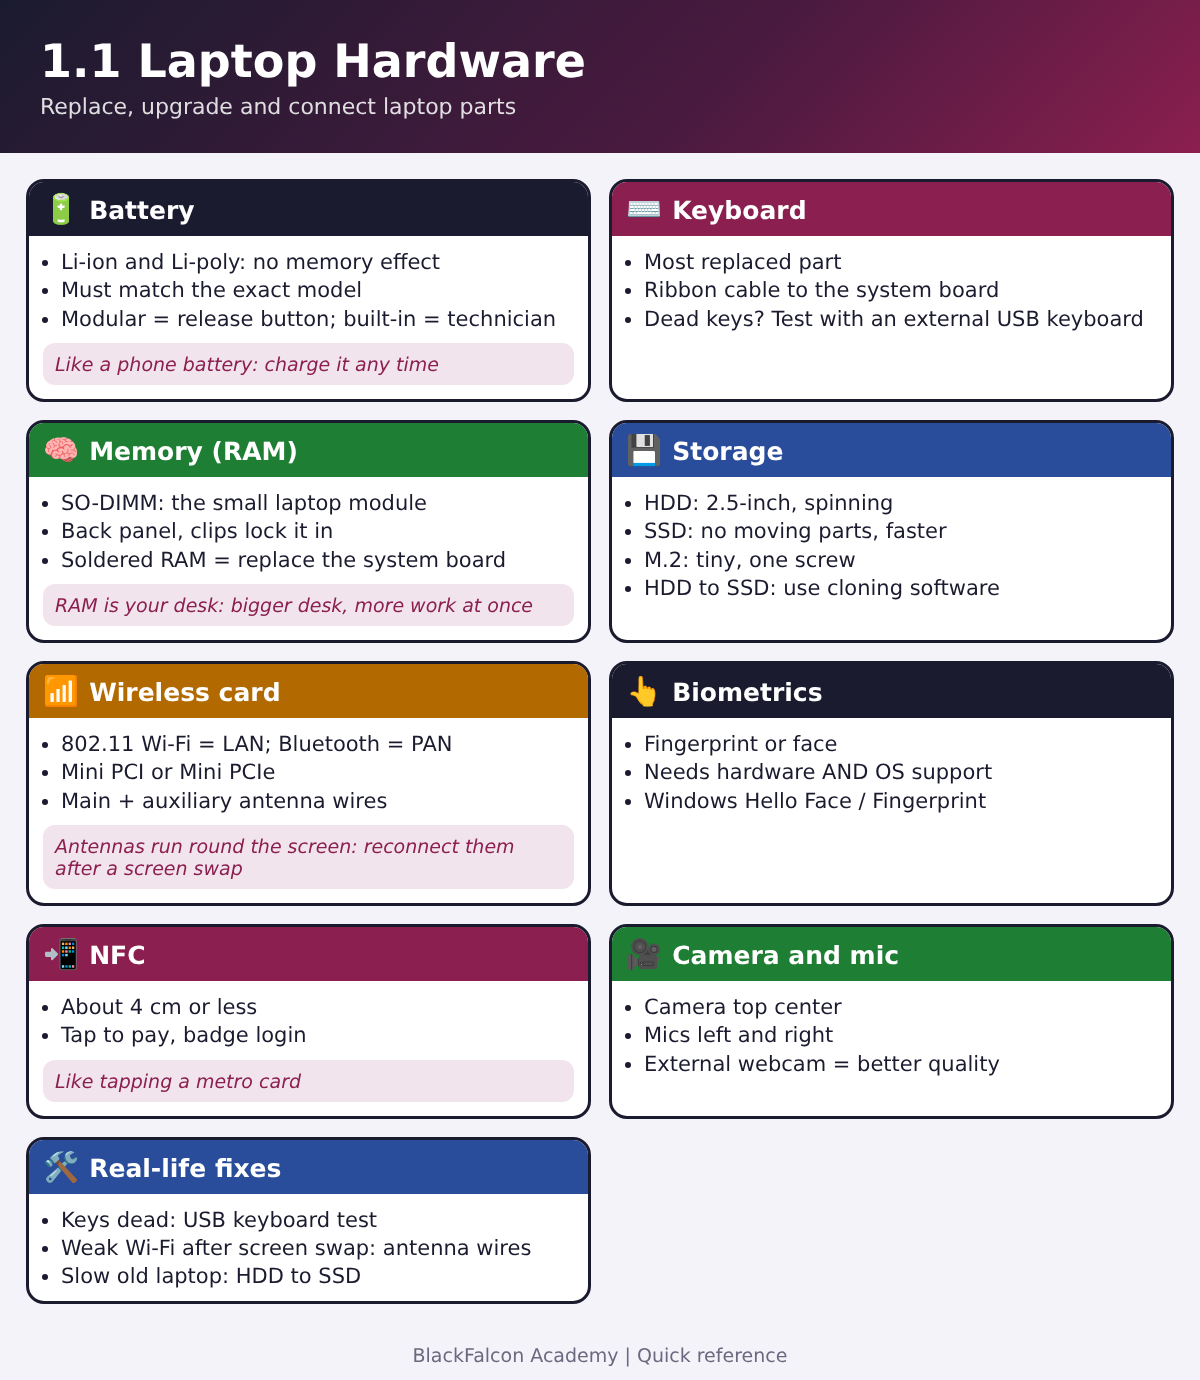 1.1 Laptop Hardware
Replace, upgrade and connect laptop parts
Battery
• Li-ion and Li-poly: no memory effect
• Must match the exact model
• Modular = release button; built-in = technician
Like a phone battery: charge it any time
Keyboard
• Most replaced part
• Ribbon cable to the system board
• Dead keys? Test with an external USB keyboard
Memory (RAM)
• SO-DIMM: the small laptop module
• Back panel, clips lock it in
• Soldered RAM = replace the system board
RAM is your desk: bigger desk, more work at once
Storage
• HDD: 2.5-inch, spinning
• SSD: no moving parts, faster
• M.2: tiny, one screw
• HDD to SSD: use cloning software
Wireless card
• 802.11 Wi-Fi = LAN; Bluetooth = PAN
• Mini PCI or Mini PCIe
• Main + auxiliary antenna wires
Antennas run round the screen: reconnect them
after a screen swap
Biometrics
• Fingerprint or face
• Needs hardware AND OS support
• Windows Hello Face / Fingerprint
NFC
• About 4 cm or less
• Tap to pay, badge login
Like tapping a metro card
Camera and mic
• Camera top center
• Mics left and right
• External webcam = better quality
Real-life fixes
• Keys dead: USB keyboard test
• Weak Wi-Fi after screen swap: antenna wires
• Slow old laptop: HDD to SSD
BlackFalcon Academy | Quick reference